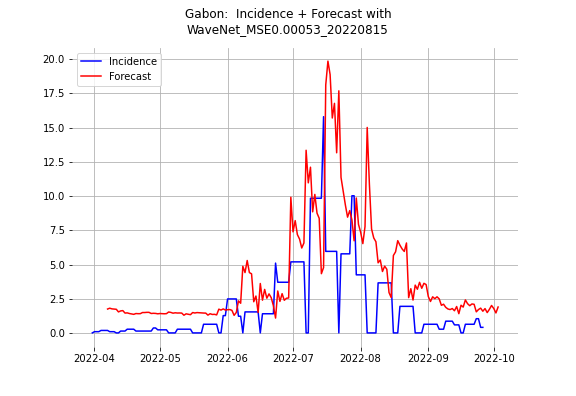 Gabon:  Incidence + Forecast with
WaveNet_MSE0.00053_20220815
Incidence
Forecast
20.0
17.5
15.0
12.5
10.0
7.5
5.0
2.5
0.0
2022-04 2022-05 2022-06 2022-07 2022-08 2022-09 2022-10